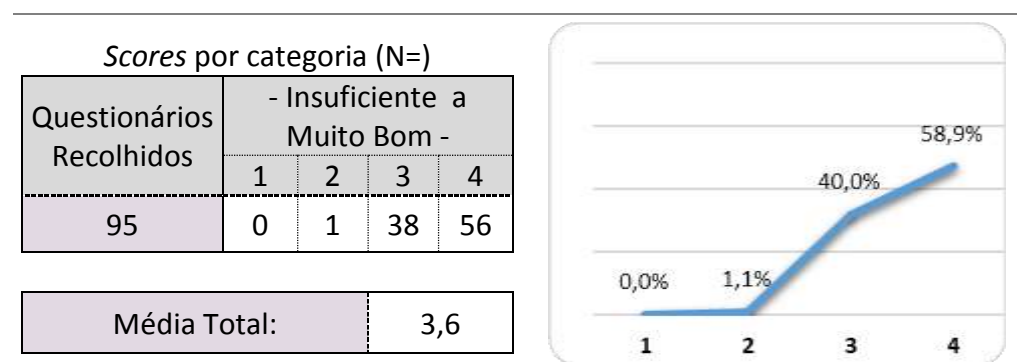 Scores por categoria (N=)
Questionários Recolhidos
- Insuficiente a
Muito Bom -
1 2 3 4
95 0 1 38 56
Média Total: 3,6
58,9%
40,0%
0,0% 1,1%
1 2 3 4